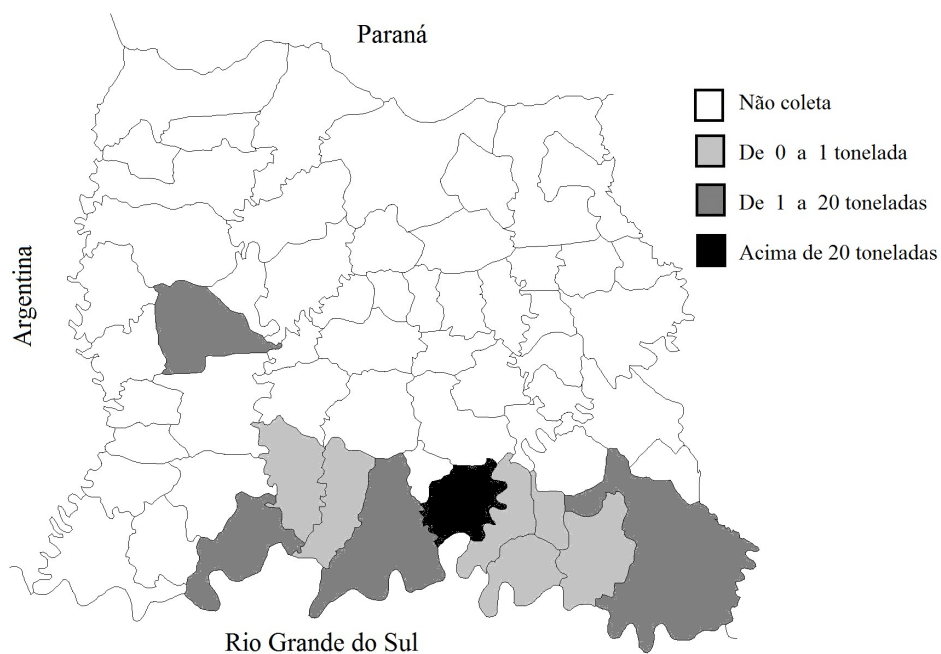 Paraná
Não coleta
De 0 a 1 tonelada
De 1 a 20 toneladas
Acima de 20 toneladas
Argentina
Rio Grande do Sul